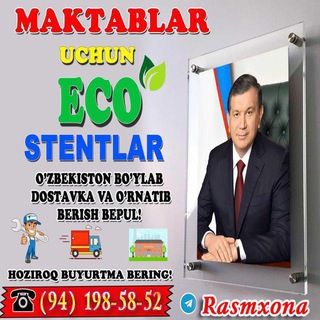 MAKTABLAR
UCHUN
ECO
STENTLAR
O'ZBEKISTON BO'YLAB
DOSTAVKA VA O'RNATIB
BERISH BEPUL!
HOZIROQ BUYURTMA BERING!
(94) 198-58-52
Rasmxona